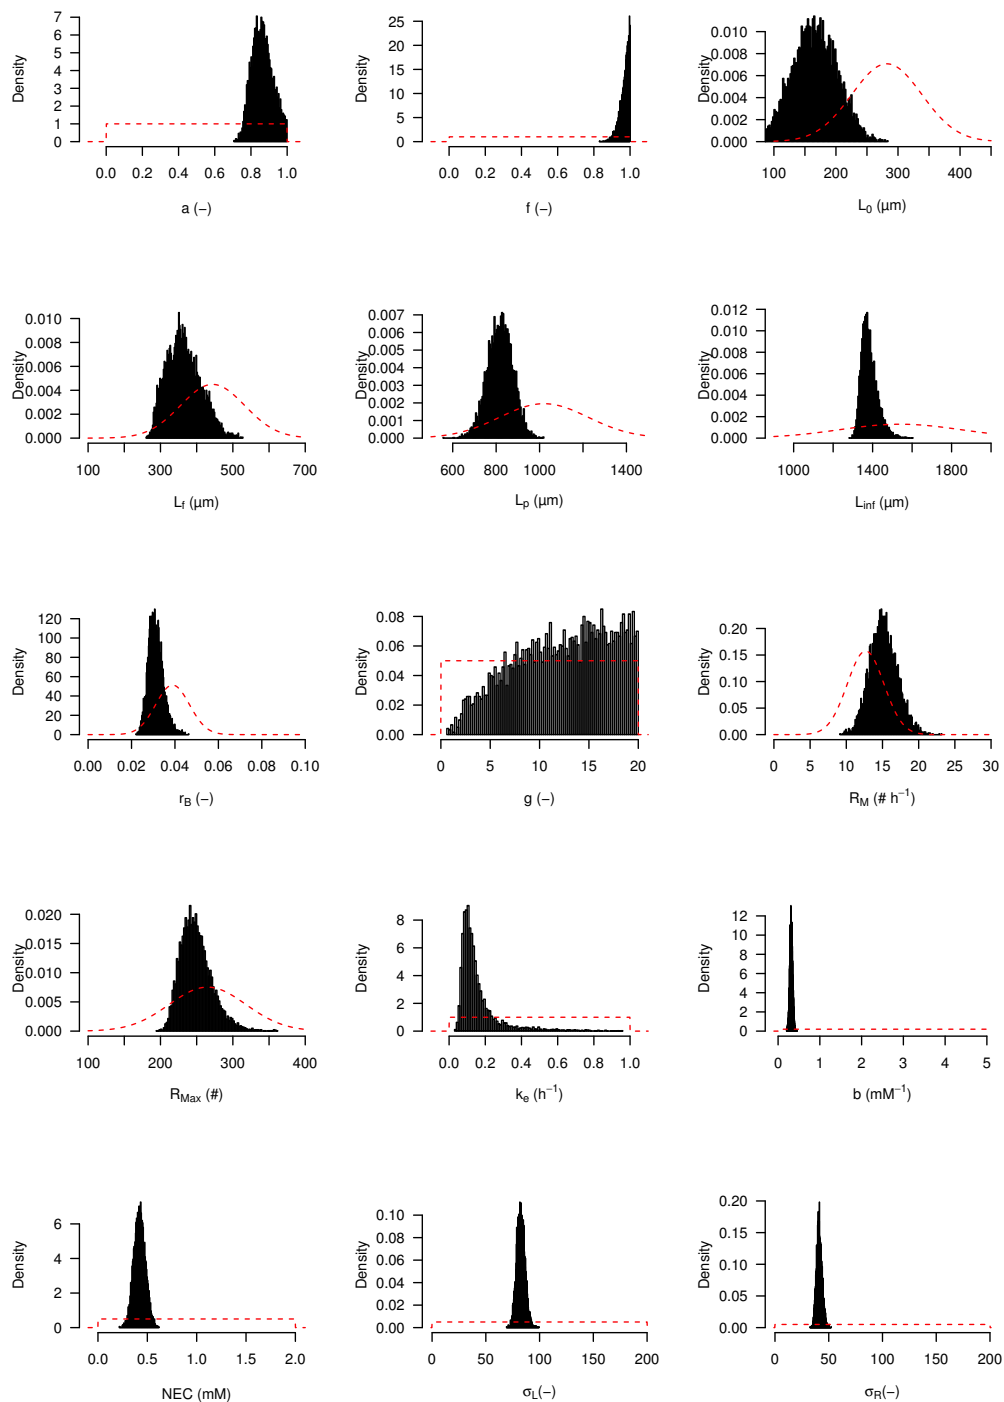 Density
7
6
5
4
3
2
1
0
0.0 0.2 0.4 0.6 0.8 1.0
a (−)
Density
25
20
15
10
5
0
0.0 0.2 0.4 0.6 0.8 1.0
f (−)
Density
0.010
0.008
0.006
0.004
0.002
0.000
100 200 300 400
L0 (µm)
Density
0.010
0.008
0.006
0.004
0.002
0.000
100 300 500 700
Lf (µm)
Density
0.007
0.006
0.005
0.004
0.003
0.002
0.001
0.000
600 800 1000 1400
Lp (µm)
Density
0.012
0.010
0.008
0.006
0.004
0.002
0.000
1000 1400 1800
Linf (µm)
Density
120
100
80
60
40
20
0
0.00 0.02 0.04 0.06 0.08 0.10
rB (−)
Density
0.08
0.06
0.04
0.02
0.00
0 5 10 15 20
g (−)
Density
0.20
0.15
0.10
0.05
0.00
0 5 10 15 20 25 30
RM (# h−1)
Density
0.020
0.015
0.010
0.005
0.000
100 200 300 400
RMax (#)
Density
8
6
4
2
0
0.0 0.2 0.4 0.6 0.8 1.0
ke (h−1)
Density
12
10
8
6
4
2
0
0 1 2 3 4 5
b (mM−1)
Density
6
4
2
0
0.0 0.5 1.0 1.5 2.0
NEC (mM)
Density
0.10
0.08
0.06
0.04
0.02
0.00
0 50 100 150 200
σL(−)
Density
0.20
0.15
0.10
0.05
0.00
0 50 100 150 200
σR(−)